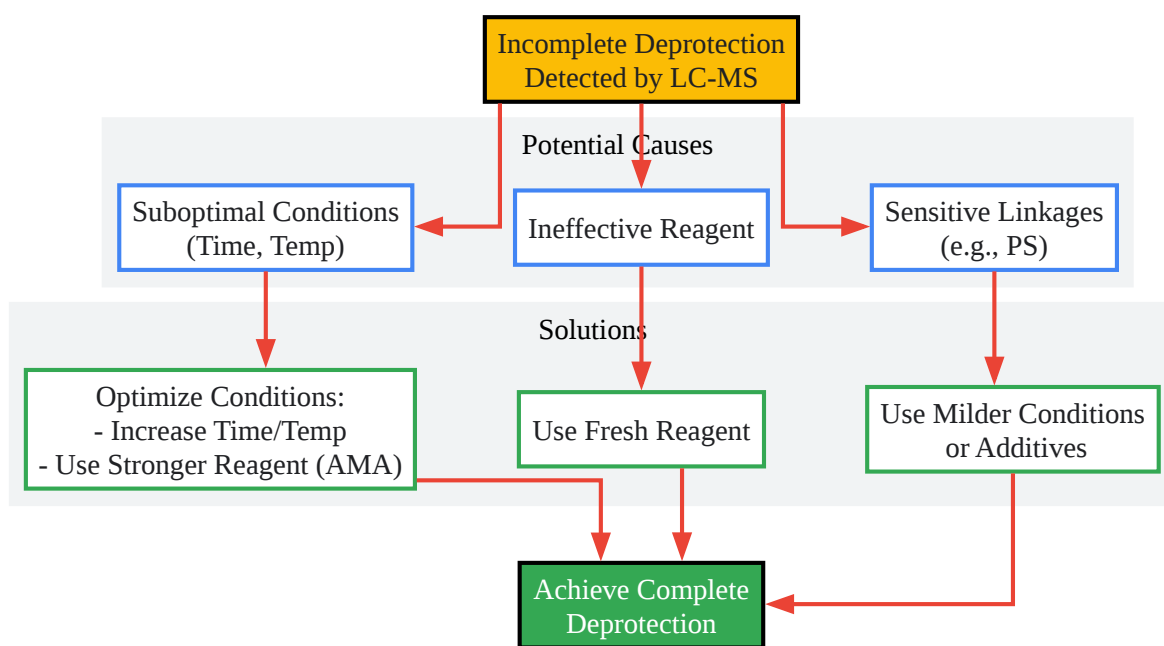 Incomplete Deprotection
Detected by LC-MS
Potential Causes
Suboptimal Conditions
(Time, Temp)
Ineffective Reagent
Sensitive Linkages
(e.g., PS)
Solutions
Optimize Conditions:
- Increase Time/Temp
- Use Stronger Reagent (AMA)
Use Fresh Reagent
Use Milder Conditions
or Additives
Achieve Complete
Deprotection